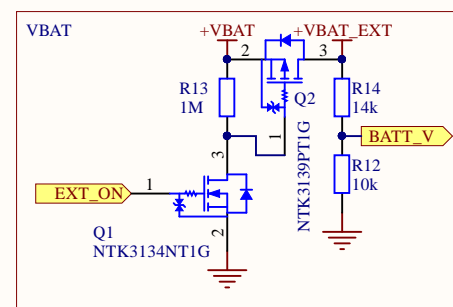 VBAT
+VBAT
+VBAT_EXT
2
3
R13
1M
Q2
R14
14k
1
NTK3139PT1G
BATT_V
3
R12
10k
EXT_ON
1
Q1
NTK3134NT1G
2